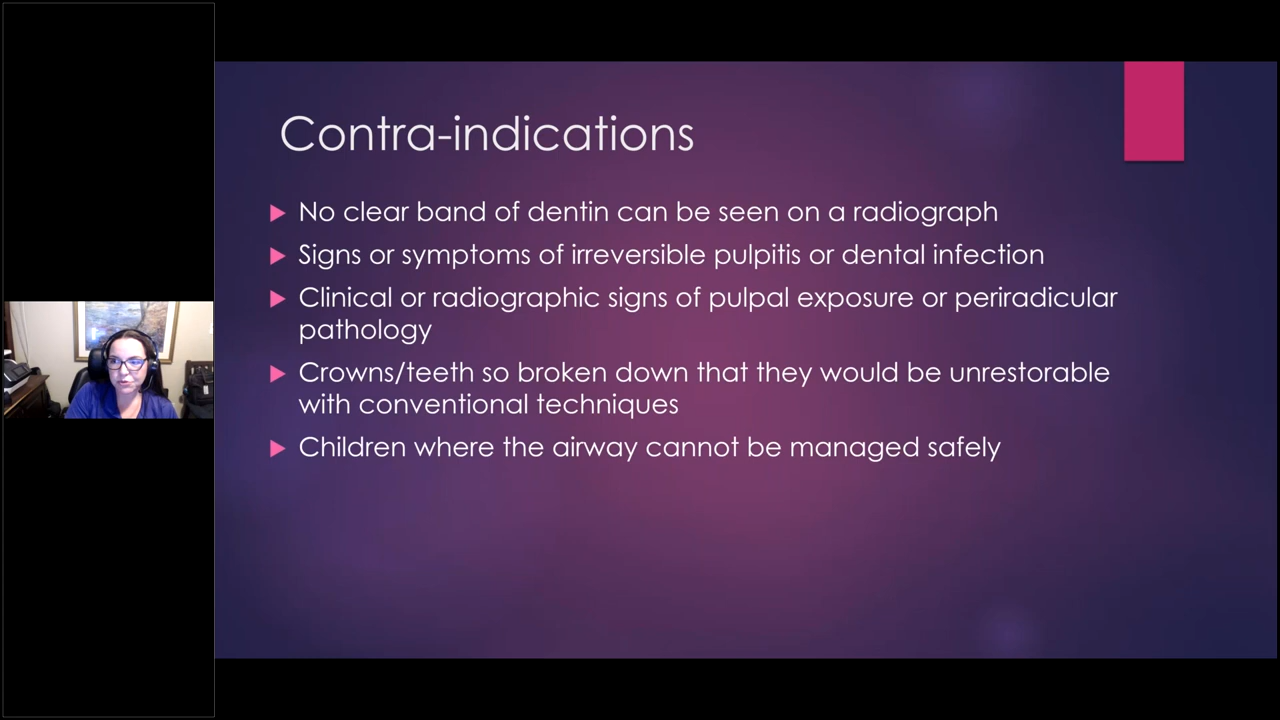 Contra-indications
No clear band of dentin can be seen on a radiograph
Signs or symptoms of irreversible pulpitis or dental infection
Clinical or radiographic signs of pulpal exposure or periradicular
pathology
Crowns/teeth so broken down that they would be unrestorable
with conventional techniques
Children where the airway cannot be managed safely